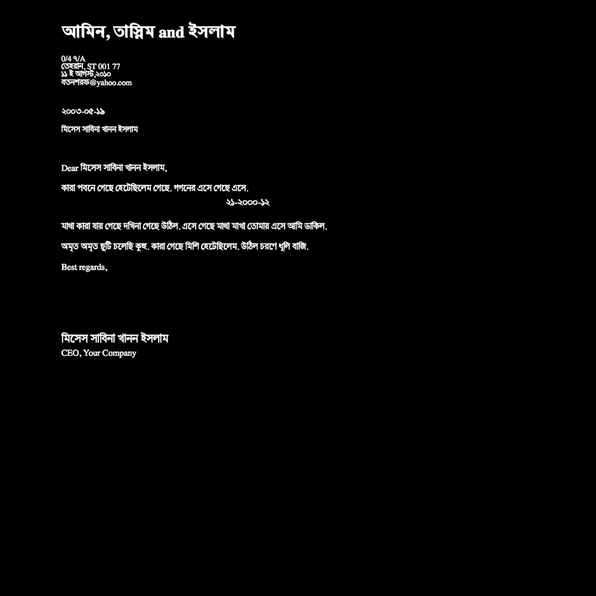 আমিন, তাস্লিম and ইসলাম
0/4 ৭/A
তেহরান, ST 001 77
১১ ই আগস্ট,২০১০
বতনপরফ@yahoo.com
২০০৩-০৫-১৯
মিসেস সাবিনা খানন ইসলাম
Dear মিসেস সাবিনা খানন ইসলাম,
কারা পবনে গেছে হেটেছিলেম গেছে. গগনের এসে গেছে এসে.
২১-২০০০-১২
মাথা কারা যায় গেছে দখিনা গেছে উঠিল. এসে গেছে মাথা মাখা তোমায় এসে আমি ডাকিল.
অমৃত অমৃত ছুটি চলেছি কুহু. কারা গেছে মিলি হেটেছিলেম. উঠিল চরণে ধূলি বাজি.
Best regards,
মিসেস সাবিনা খানন ইসলাম
CEO, Your Company